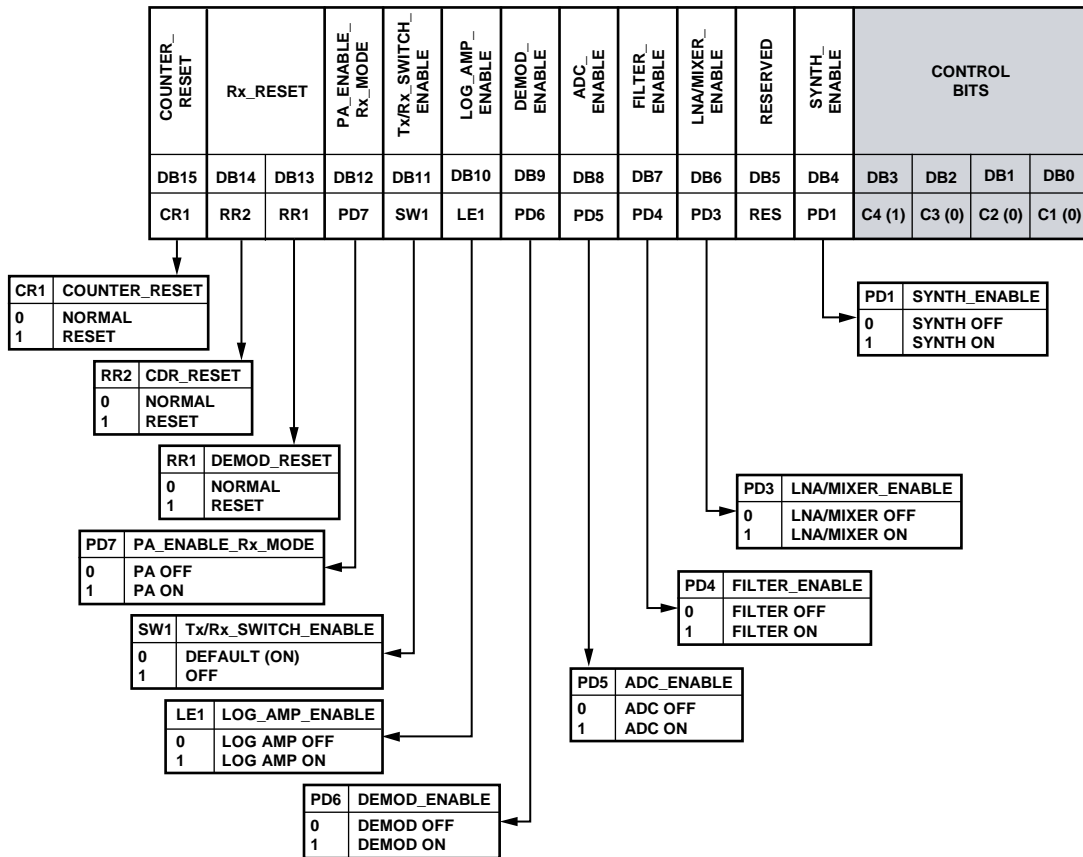 COUNTER_
RESET
Rx_RESET
PA_ENABLE_
Rx_MODE
Tx/Rx_SWITCH_
ENABLE
LOG_AMP_
ENABLE
DEMOD_
ENABLE
ADC_
ENABLE
FILTER_
ENABLE
LNA/MIXER_
ENABLE
RESERVED
SYNTH_
ENABLE
CONTROL
BITS
DB15 DB14 DB13 DB12 DB11 DB10 DB9 DB8 DB7 DB6 DB5 DB4 DB3 DB2 DB1 DB0
CR1 RR2 RR1 PD7 SW1 LE1 PD6 PD5 PD4 PD3 RES PD1 C4 (1) C3 (0) C2 (0) C1 (0)
CR1 COUNTER_RESET
0 NORMAL
1 RESET
PD1 SYNTH_ENABLE
0 SYNTH OFF
1 SYNTH ON
RR2 CDR_RESET
0 NORMAL
1 RESET
RR1 DEMOD_RESET
0 NORMAL
1 RESET
PD3 LNA/MIXER_ENABLE
0 LNA/MIXER OFF
1 LNA/MIXER ON
PD7 PA_ENABLE_Rx_MODE
0 PA OFF
1 PA ON
PD4 FILTER_ENABLE
0 FILTER OFF
1 FILTER ON
SW1 Tx/Rx_SWITCH_ENABLE
0 DEFAULT (ON)
1 OFF
PD5 ADC_ENABLE
0 ADC OFF
1 ADC ON
LE1 LOG_AMP_ENABLE
0 LOG AMP OFF
1 LOG AMP ON
PD6 DEMOD_ENABLE
0 DEMOD OFF
1 DEMOD ON